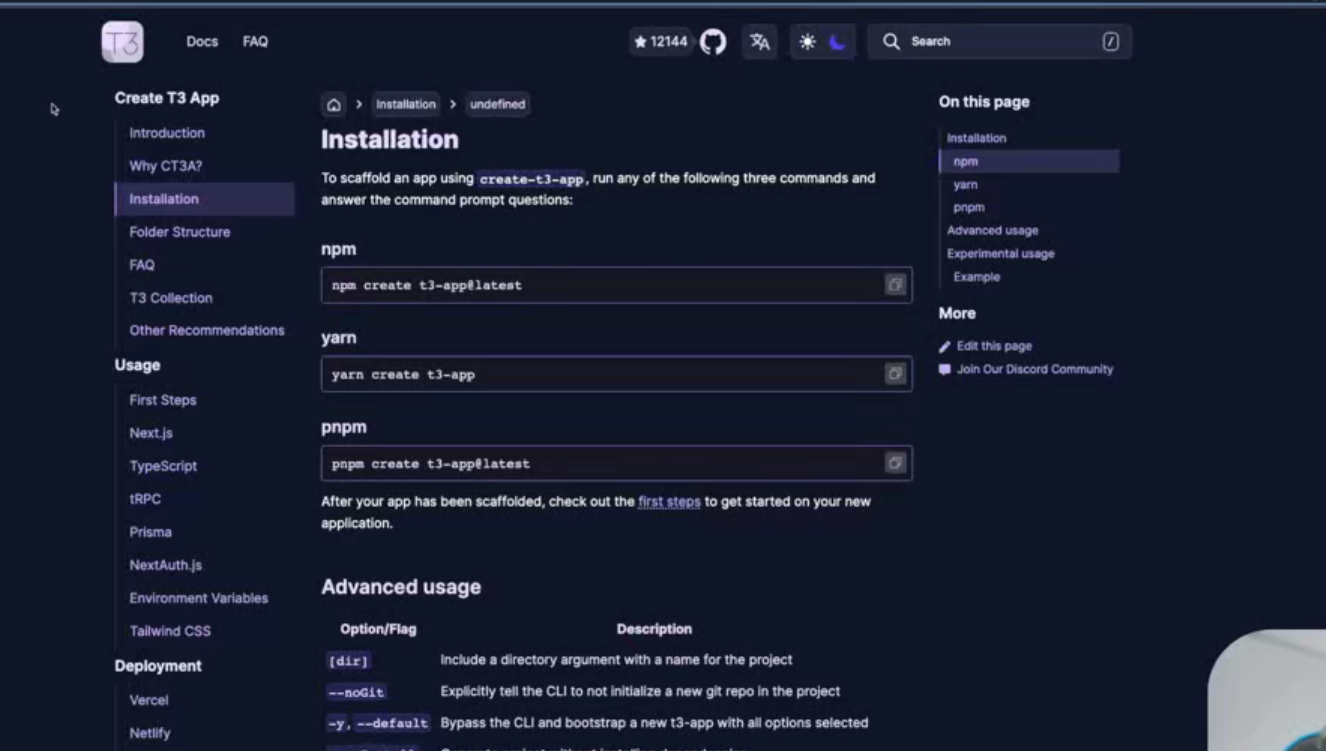 T3 Docs FAQ 12144 Search /
Create T3 App
Introduction
Why CT3A?
Installation
Folder Structure
FAQ
T3 Collection
Other Recommendations
Usage
First Steps
Next.js
TypeScript
tRPC
Prisma
NextAuth.js
Environment Variables
Tailwind CSS
Deployment
Vercel
Netlify
Installation > undefined
Installation
To scaffold an app using create-t3-app, run any of the following three commands and
answer the command prompt questions:
npm
npm create t3-app@latest
yarn
yarn create t3-app
pnpm
pnpm create t3-app@latest
After your app has been scaffolded, check out the first steps to get started on your new
application.
Advanced usage
Option/Flag Description
[dir] Include a directory argument with a name for the project
--noGit Explicitly tell the CLI to not initialize a new git repo in the project
-y, --default Bypass the CLI and bootstrap a new t3-app with all options selected
On this page
Installation
npm
yarn
pnpm
Advanced usage
Experimental usage
Example
More
Edit this page
Join Our Discord Community